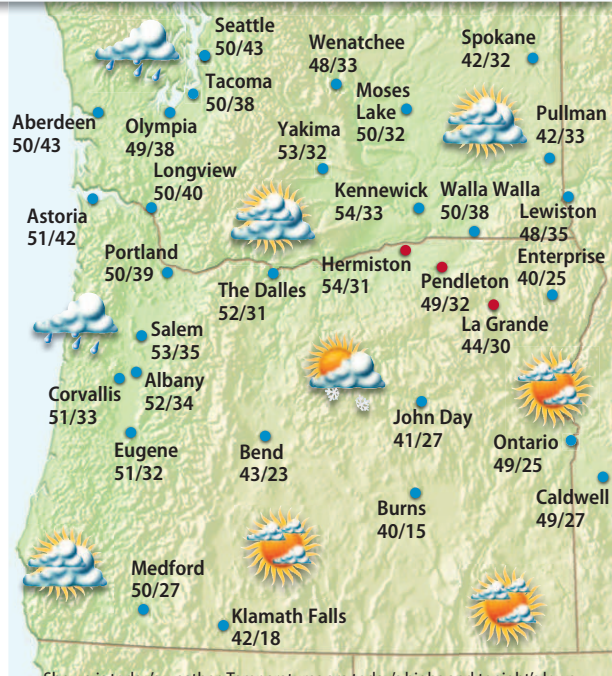 Seattle
50/43
Wenatchee
48/33
Spokane
42/32
Tacoma
50/38
Moses
Lake
50/32
Aberdeen
50/43
Olympia
49/38
Yakima
53/32
Pullman
42/33
Longview
50/40
Kennewick
54/33
Walla Walla
50/38
Lewiston
48/35
Astoria
51/42
Portland
50/39
The Dalles
52/31
Hermiston
54/31
Pendleton
49/32
Enterprise
40/25
La Grande
44/30
Salem
53/35
Corvallis
51/33
Albany
52/34
John Day
41/27
Ontario
49/25
Eugene
51/32
Bend
43/23
Caldwell
49/27
Burns
40/15
Medford
50/27
Klamath Falls
42/18